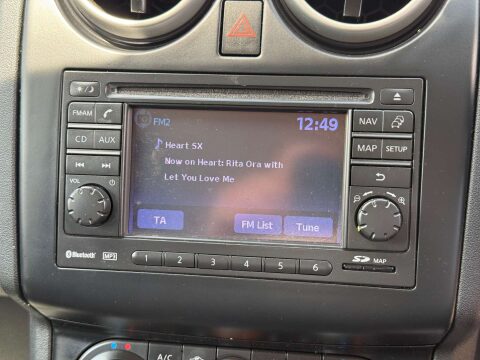 FM2
12:49
FM•AM
NAV
Heart SX
CD AUX
Now on Heart: Rita Ora with
MAP SETUP
Let You Love Me
VOL
TA
FM List
Tune
Bluetooth MP3
1 2 3 4 5 6
SD MAP
A/C